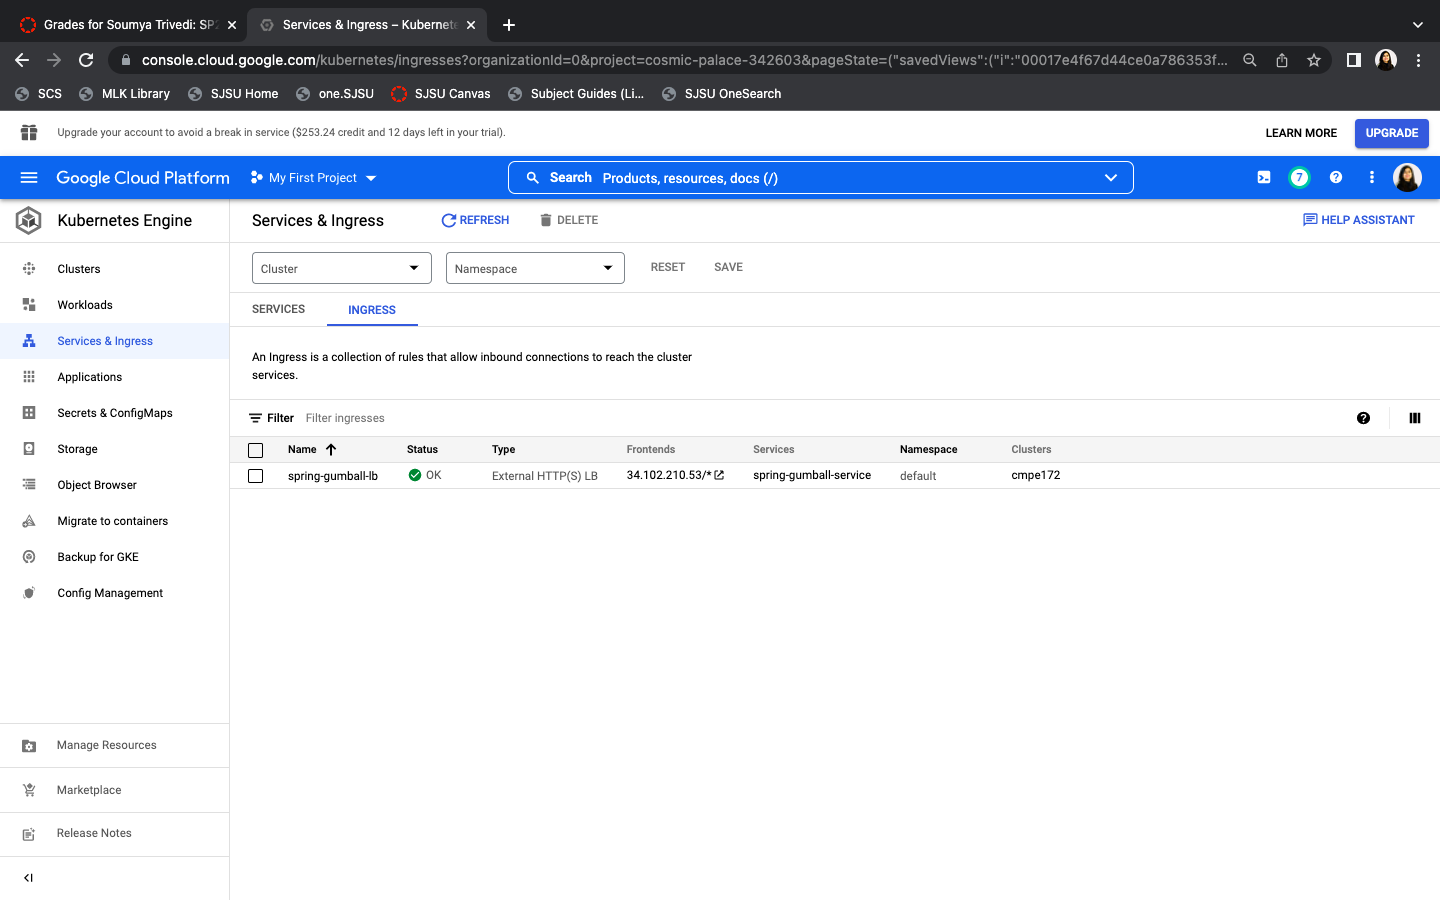 Grades for Soumya Trivedi: SP2
Services & Ingress – Kubernete
console.cloud.google.com/kubernetes/ingresses?organizationId=0&project=cosmic-palace-342603&pageState=("savedViews":("i":"00017e4f67d44ce0a786353f...
SCS MLK Library SJSU Home one.SJSU SJSU Canvas Subject Guides (Li... SJSU OneSearch
Upgrade your account to avoid a break in service ($253.24 credit and 12 days left in your trial). LEARN MORE UPGRADE
Google Cloud Platform My First Project Search Products, resources, docs (/) 7
Kubernetes Engine
Services & Ingress REFRESH DELETE HELP ASSISTANT
Clusters
Workloads
Services & Ingress
Applications
Secrets & ConfigMaps
Storage
Object Browser
Migrate to containers
Backup for GKE
Config Management
Manage Resources
Marketplace
Release Notes
Cluster Namespace RESET SAVE
SERVICES INGRESS
An Ingress is a collection of rules that allow inbound connections to reach the cluster
services.
Filter Filter ingresses
Name Status Type Frontends Services Namespace Clusters
spring-gumball-lb OK External HTTP(S) LB 34.102.210.53/* spring-gumball-service default cmpe172